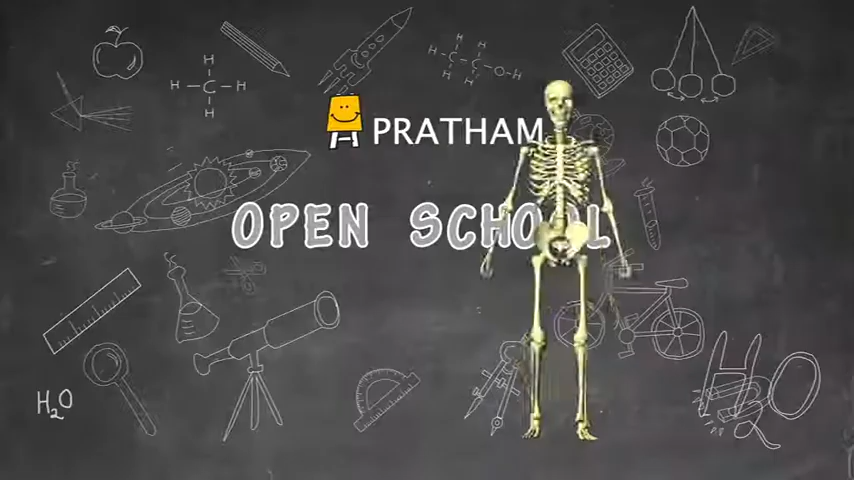 H
H C H
H
H H
H C C O H
H H
PRATHAM
OPEN SCHOOL
H₂O